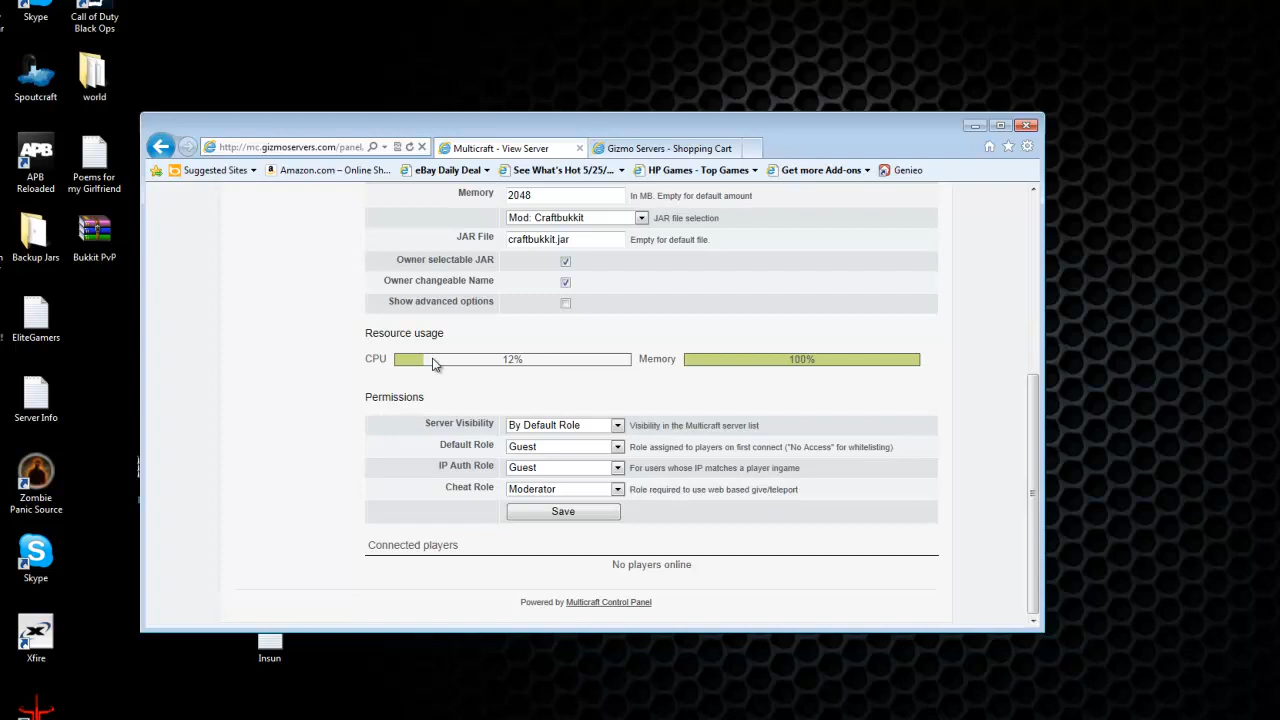 Skype
Call of Duty
Black Ops
Spoutcraft
world
APB
Reloaded
Poems for
my Girlfriend
Backup Jars
Bukkit PvP
EliteGamers
Server Info
Zombie
Panic Source
Skype
Xfire
Insun
http://mc.gizmoservers.com/panel
Multicraft - View Server
Gizmo Servers - Shopping Cart
Suggested Sites
Amazon.com – Online Sh...
eBay Daily Deal
See What's Hot 5/25/...
HP Games - Top Games
Get more Add-ons
Genieo
Memory 2048 In MB. Empty for default amount
Mod: Craftbukkit JAR file selection
JAR File craftbukkit.jar Empty for default file.
Owner selectable JAR
Owner changeable Name
Show advanced options
Resource usage
CPU 12% Memory 100%
Permissions
Server Visibility By Default Role Visibility in the Multicraft server list
Default Role Guest Role assigned to players on first connect ("No Access" for whitelisting)
IP Auth Role Guest For users whose IP matches a player ingame
Cheat Role Moderator Role required to use web based give/teleport
Save
Connected players
No players online
Powered by Multicraft Control Panel